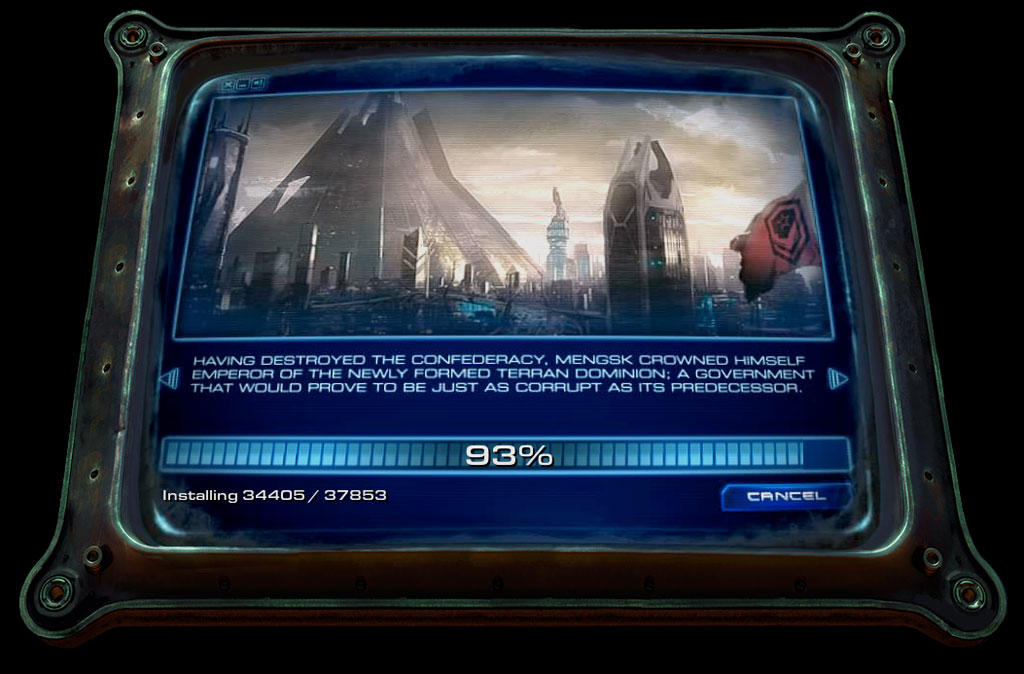 HAVING DESTROYED THE CONFEDERACY, MENGSK CROWNED HIMSELF
EMPEROR OF THE NEWLY FORMED TERRAN DOMINION; A GOVERNMENT
THAT WOULD PROVE TO BE JUST AS CORRUPT AS ITS PREDECESSOR.
93%
Installing 34405 / 37853
CANCEL